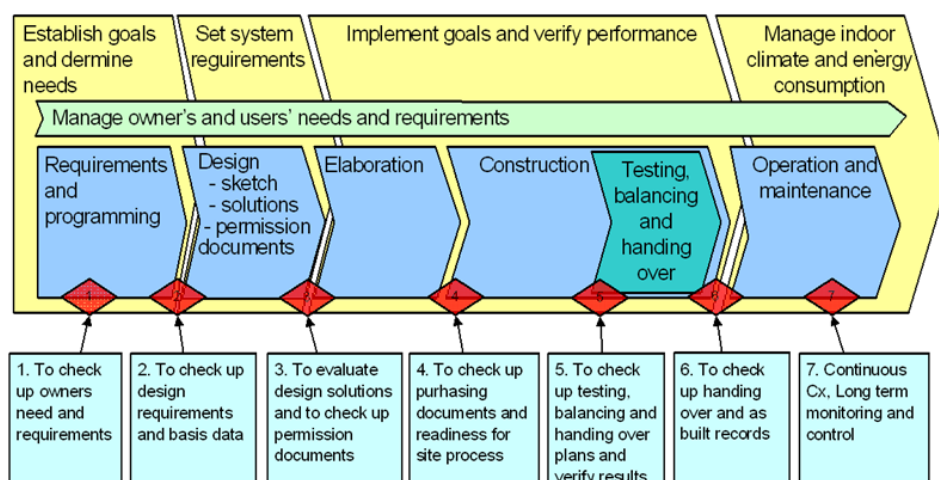 Establish goals
and dermine
needs
Set system
reguirements
Implement goals and verify performance
Manage indoor
climate and energy
consumption
Manage owner's and users' needs and requirements
Requirements
and
programming
Design
- sketch
- solutions
- permission
documents
Elaboration
Construction
Testing,
balancing
and
handing
over
Operation and
maintenance
1
2
3
4
5
6
7
1. To check
up owners
need and
requirements
2. To check up
design
requirements
and basis data
3. To evaluate
design solutions
and to check up
permission
documents
4. To check up
purhasing
documents and
readiness for
site process
5. To check
up testing,
balancing and
handing over
plans and
verify results
6. To check
up handing
over and as
built records
7. Continuous
Cx, Long term
monitoring and
control